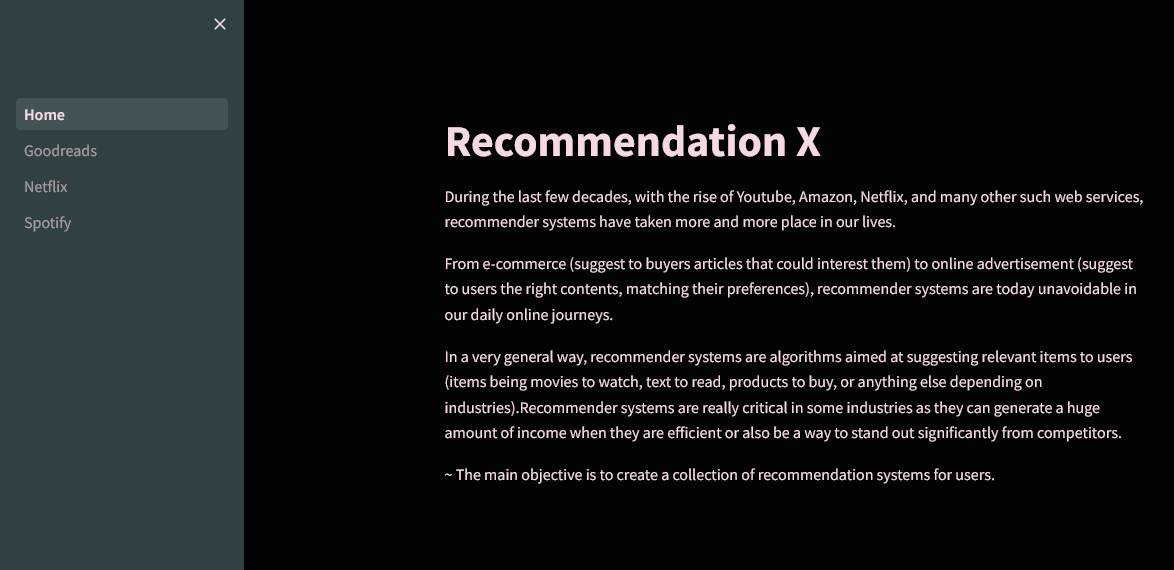 Home
Goodreads
Netflix
Spotify
Recommendation X
During the last few decades, with the rise of Youtube, Amazon, Netflix, and many other such web services,
recommender systems have taken more and more place in our lives.
From e-commerce (suggest to buyers articles that could interest them) to online advertisement (suggest
to users the right contents, matching their preferences), recommender systems are today unavoidable in
our daily online journeys.
In a very general way, recommender systems are algorithms aimed at suggesting relevant items to users
(items being movies to watch, text to read, products to buy, or anything else depending on
industries).Recommender systems are really critical in some industries as they can generate a huge
amount of income when they are efficient or also be a way to stand out significantly from competitors.
~ The main objective is to create a collection of recommendation systems for users.